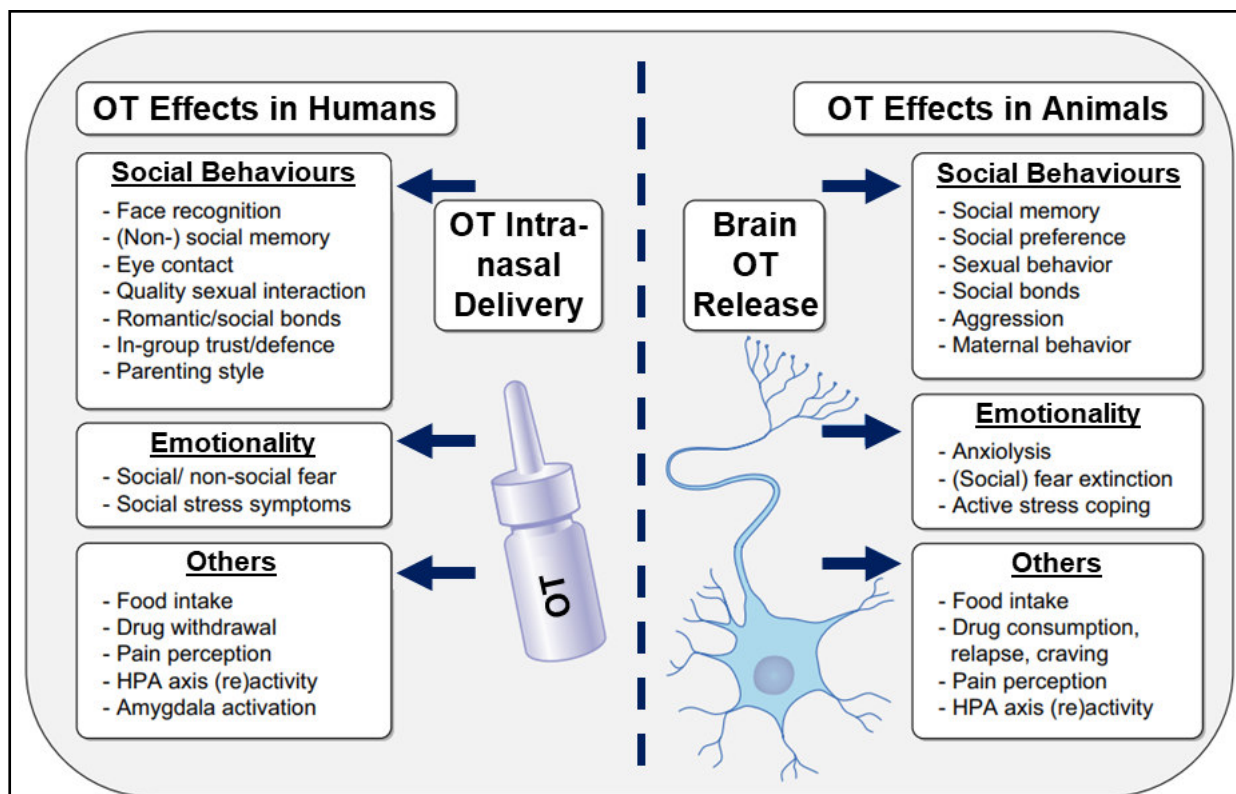 OT Effects in Humans
Social Behaviours
- Face recognition
- (Non-) social memory
- Eye contact
- Quality sexual interaction
- Romantic/social bonds
- In-group trust/defence
- Parenting style
Emotionality
- Social/ non-social fear
- Social stress symptoms
Others
- Food intake
- Drug withdrawal
- Pain perception
- HPA axis (re)activity
- Amygdala activation
OT Intra-
nasal
Delivery
OT
Brain
OT
Release
OT Effects in Animals
Social Behaviours
- Social memory
- Social preference
- Sexual behavior
- Social bonds
- Aggression
- Maternal behavior
Emotionality
- Anxiolysis
- (Social) fear extinction
- Active stress coping
Others
- Food intake
- Drug consumption,
relapse, craving
- Pain perception
- HPA axis (re)activity